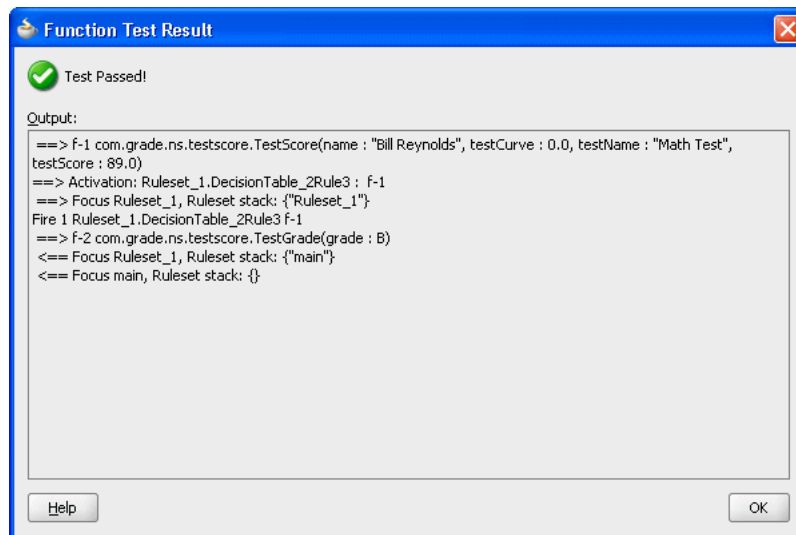 Function Test Result
Test Passed!
Output:
==> f-1 com.grade.ns.testscore.TestScore(name : "Bill Reynolds", testCurve : 0.0, testName : "Math Test",
testScore : 89.0)
==> Activation: Ruleset_1.DecisionTable_2Rule3 : f-1
==> Focus Ruleset_1, Ruleset stack: {"Ruleset_1"}
Fire 1 Ruleset_1.DecisionTable_2Rule3 f-1
==> f-2 com.grade.ns.testscore.TestGrade(grade : B)
<== Focus Ruleset_1, Ruleset stack: {"main"}
<== Focus main, Ruleset stack: {}
Help OK